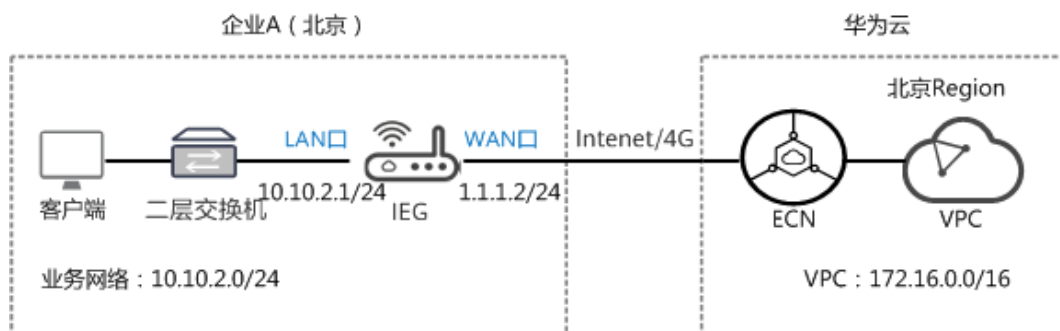 企业A（北京）
华为云
北京Region
LAN口
WAN口
Intenet/4G
10.10.2.1/24
1.1.1.2/24
客户端
二层交换机
IEG
ECN
VPC
业务网络：10.10.2.0/24
VPC：172.16.0.0/16